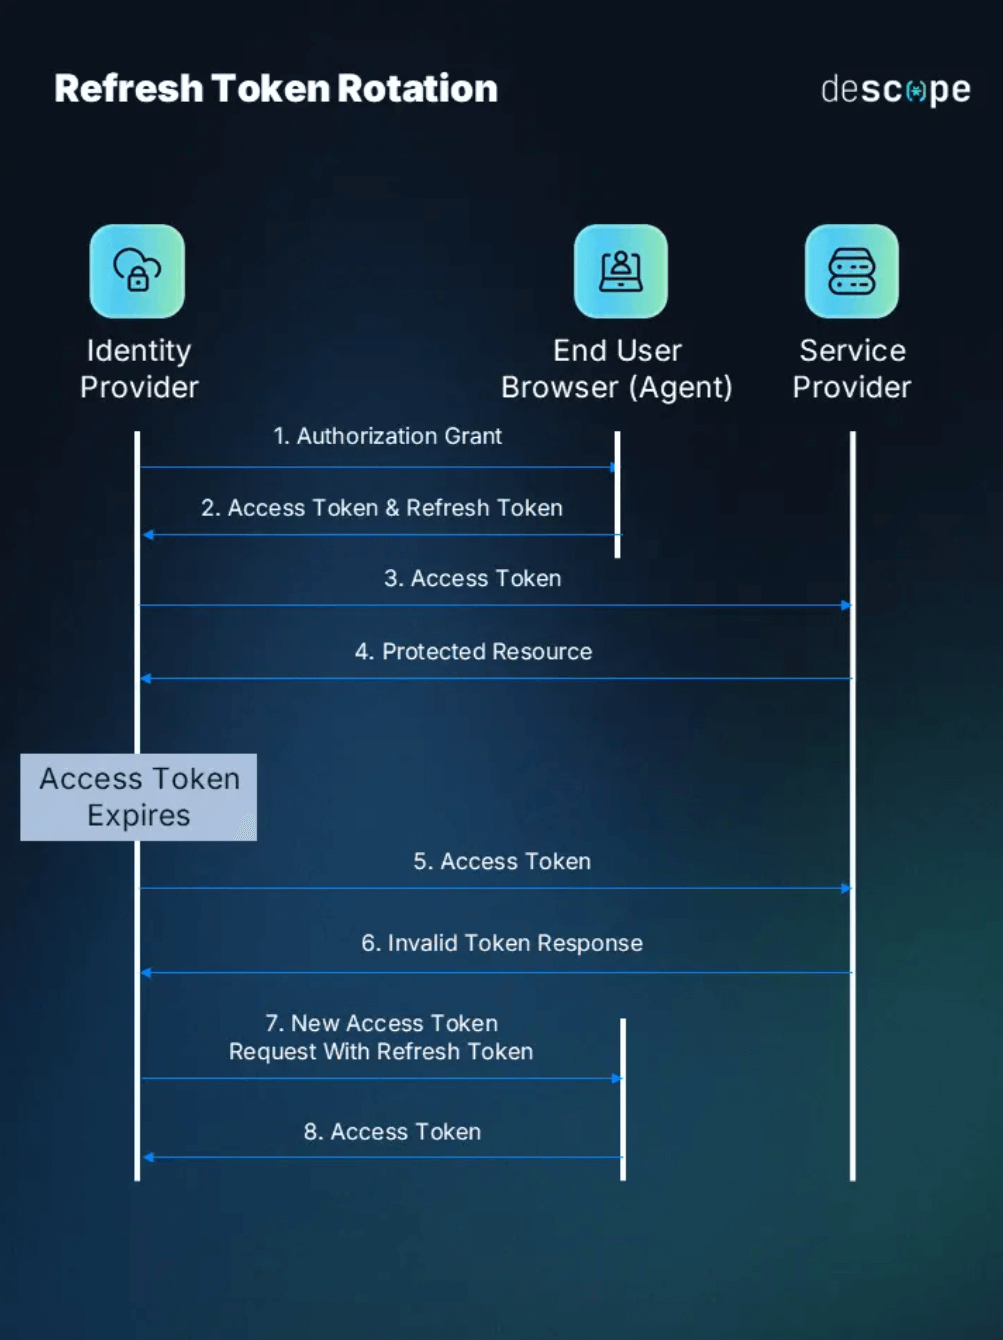 Refresh Token Rotation
descope
Identity
Provider
End User
Browser (Agent)
Service
Provider
1. Authorization Grant
2. Access Token & Refresh Token
3. Access Token
4. Protected Resource
Access Token
Expires
5. Access Token
6. Invalid Token Response
7. New Access Token
Request With Refresh Token
8. Access Token